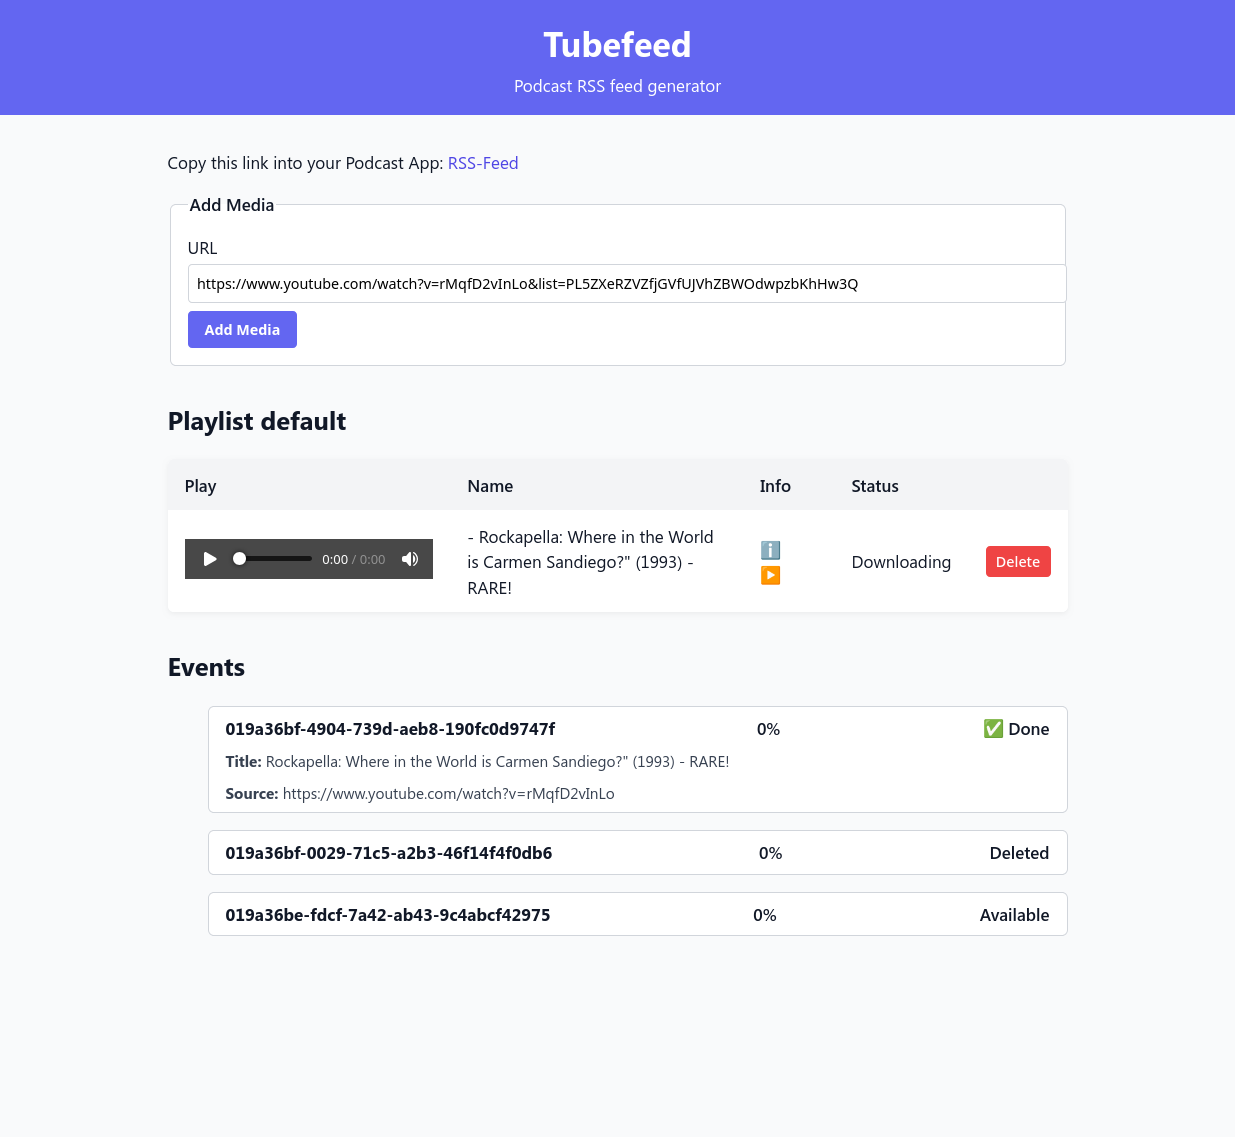 Tubefeed
Podcast RSS feed generator
Copy this link into your Podcast App: RSS-Feed
Add Media
URL
https://www.youtube.com/watch?v=rMqfD2vInLo&list=PL5ZXeRZVZfjGVfUJVhZBWOdwpzbKhHw3Q
Add Media
Playlist default
Play Name Info Status
0:00 / 0:00
- Rockapella: Where in the World
is Carmen Sandiego?" (1993) -
RARE!
Downloading
Delete
Events
019a36bf-4904-739d-aeb8-190fc0d9747f 0% ✅ Done
Title: Rockapella: Where in the World is Carmen Sandiego?" (1993) - RARE!
Source: https://www.youtube.com/watch?v=rMqfD2vInLo
019a36bf-0029-71c5-a2b3-46f14f4f0db6 0% Deleted
019a36be-fdcf-7a42-ab43-9c4abcf42975 0% Available